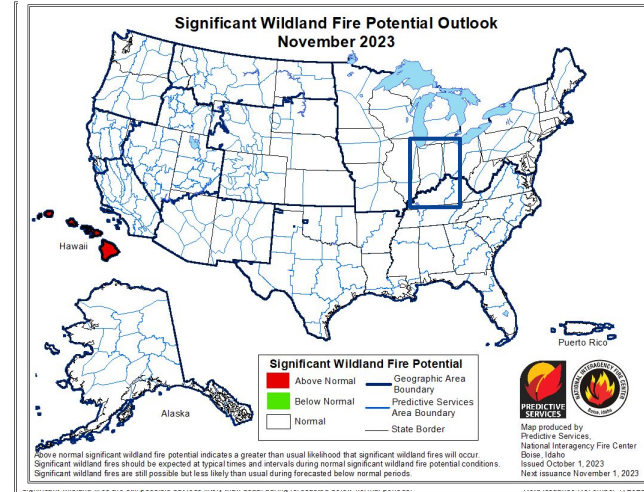 Significant Wildland Fire Potential Outlook
November 2023
Hawaii
Alaska
Puerto Rico
Significant Wildland Fire Potential
Above Normal
Below Normal
Normal
Geographic Area
Boundary
Predictive Services
Area Boundary
State Border
PREDICTIVE
SERVICES
NATIONAL INTERAGENCY FIRE CENTER
Boise, Idaho
Map produced by
Predictive Services,
National Interagency Fire Center
Boise, Idaho
Issued October 1, 2023
Next issuance November 1, 2023
Above normal significant wildland fire potential indicates a greater than usual likelihood that significant fires will occur.
Significant wildland fires should be expected at typical times and intervals during normal significant wildland fire potential conditions.
Significant wildland fires are still possible but less likely than usual during forecasted below normal periods.